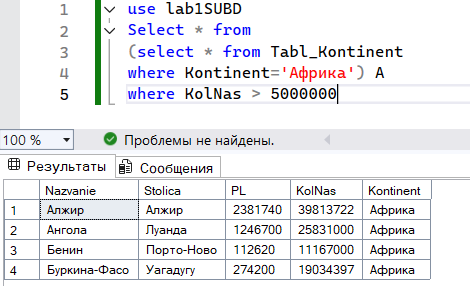 1 use lab1SUBD
2 Select * from
3 (select * from Tabl_Kontinent
4 where Kontinent='Африка') A
5 where KolNas > 5000000
100 % Проблемы не найдены.
Результаты Сообщения
Nazvanie Stolica PL KolNas Kontinent
1 Алжир Алжир 2381740 39813722 Африка
2 Ангола Луанда 1246700 25831000 Африка
3 Бенин Порто-Ново 112620 11167000 Африка
4 Буркина-Фасо Уагадугу 274200 19034397 Африка